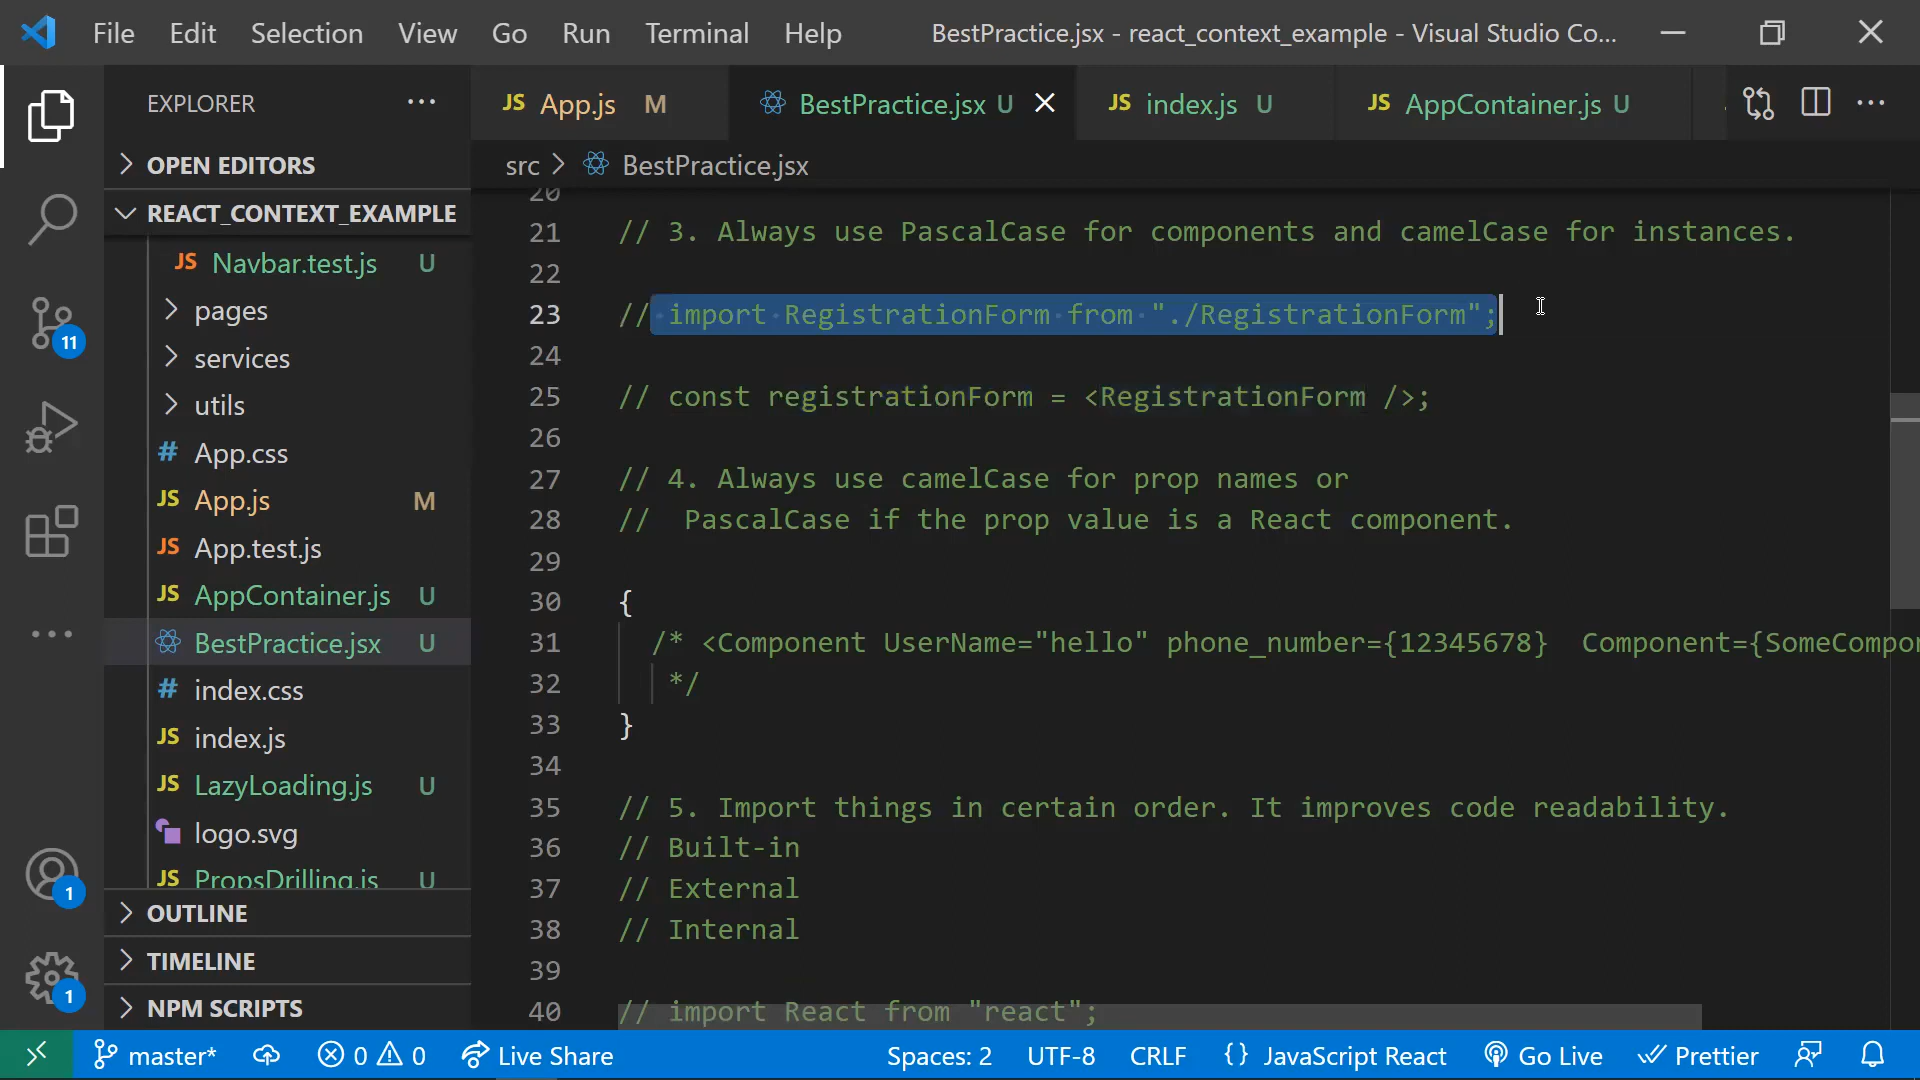 File Edit Selection View Go Run Terminal Help BestPractice.jsx - react_context_example - Visual Studio Co...
EXPLORER ...
JS App.js M BestPractice.jsx U JS index.js U JS AppContainer.js U ...
OPEN EDITORS
src > BestPractice.jsx
REACT_CONTEXT_EXAMPLE
JS Navbar.test.js U
pages
services
utils
# App.css
JS App.js M
JS App.test.js
JS AppContainer.js U
BestPractice.jsx U
# index.css
JS index.js
JS LazyLoading.js U
logo.svg
JS PropsDrilling.js U
OUTLINE
TIMELINE
NPM SCRIPTS
11
1
1
20
21 // 3. Always use PascalCase for components and camelCase for instances.
22
23 // import RegistrationForm from "./RegistrationForm";
24
25 // const registrationForm = <RegistrationForm />;
26
27 // 4. Always use camelCase for prop names or
28 // PascalCase if the prop value is a React component.
29
30 {
31 /* <Component UserName="hello" phone_number={12345678} Component={SomeCompon
32 */
33 }
34
35 // 5. Import things in certain order. It improves code readability.
36 // Built-in
37 // External
38 // Internal
39
40 // import React from "react";
master* 0 0 Live Share Spaces: 2 UTF-8 CRLF {} JavaScript React Go Live Prettier